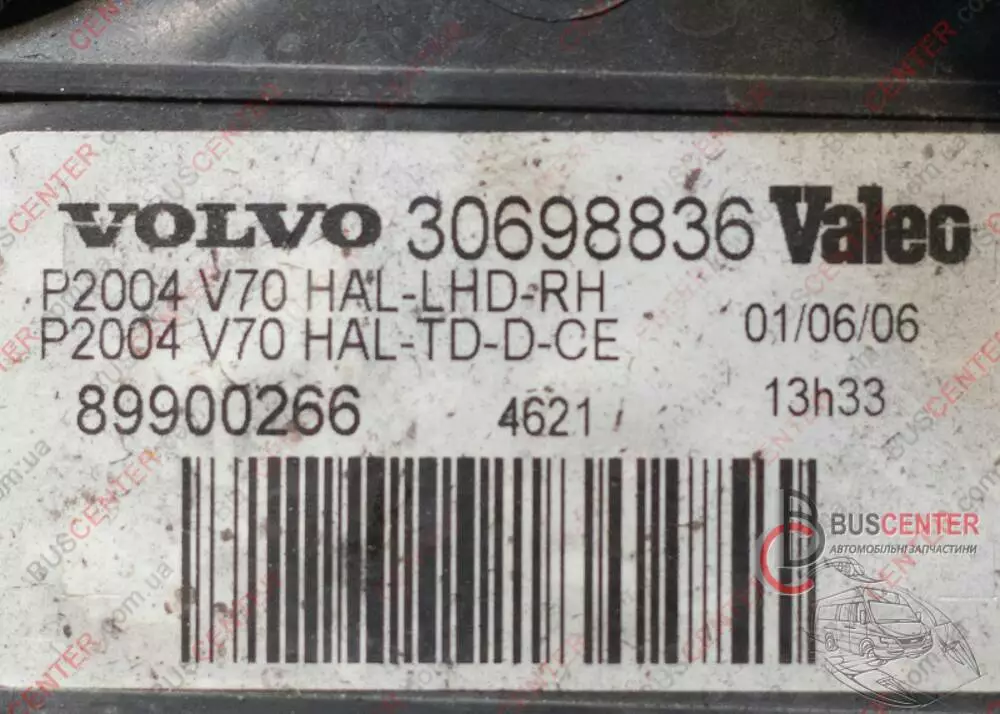 VOLVO 30698836 Valeo
P2004 V70 HAL-LHD-RH
P2004 V70 HAL-TD-D-CE 01/06/06
89900266 4621 13h33
BUSCENTER
АВТОМОБІЛЬНІ ЗАПЧАСТИНИ